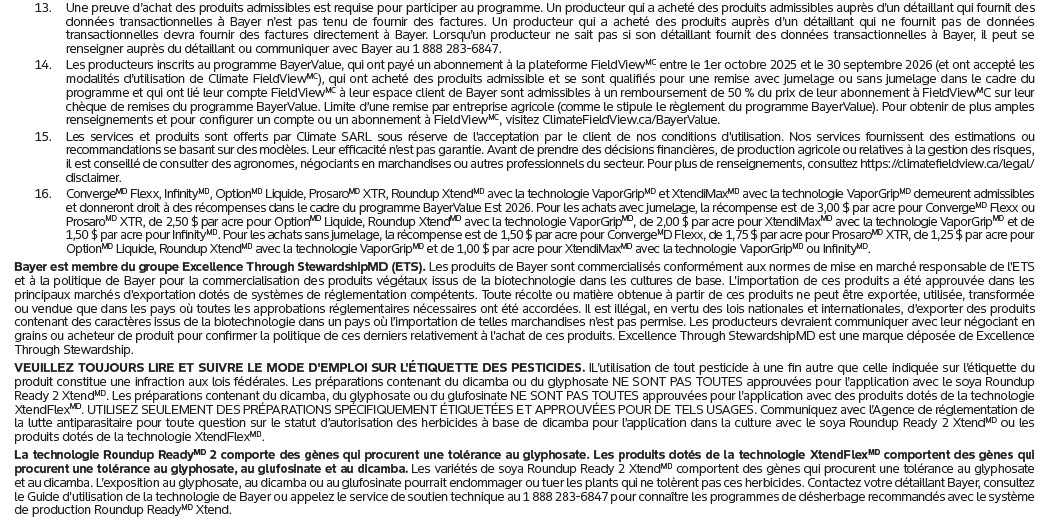 13. Une preuve d'achat des produits admissibles est requise pour participer au programme. Un producteur qui a acheté des produits admissibles auprès d'un détaillant qui fournit des
données transactionnelles à Bayer n'est pas tenu de fournir des factures. Un producteur qui a acheté des produits auprès d'un détaillant qui ne fournit pas de données
transactionnelles devra fournir des factures directement à Bayer. Lorsqu'un producteur ne sait pas si son détaillant fournit des données transactionnelles à Bayer, il peut se
renseigner auprès du détaillant ou communiquer avec Bayer au 1 888 283-6847.
14. Les producteurs inscrits au programme BayerValue, qui ont payé un abonnement à la plateforme FieldViewMC entre le 1er octobre 2025 et le 30 septembre 2026 (et ont accepté les
modalités d'utilisation de Climate FieldViewMC), qui ont acheté des produits admissible et se sont qualifiés pour une remise avec jumelage ou sans jumelage dans le cadre du
programme et qui ont lié leur compte FieldViewMC à leur espace client de Bayer sont admissibles à un remboursement de 50 % du prix de leur abonnement à FieldViewMC sur leur
chèque de remises du programme BayerValue. Limite d'une remise par entreprise agricole (comme le stipule le règlement du programme BayerValue). Pour obtenir de plus amples
renseignements et pour configurer un compte ou un abonnement à FieldViewMC, visitez ClimateFieldView.ca/BayerValue.
15. Les services et produits sont offerts par Climate SARL sous réserve de l'acceptation par le client de nos conditions d'utilisation. Nos services fournissent des estimations ou
recommandations se basant sur des modèles. Leur efficacité n'est pas garantie. Avant de prendre des décisions financières, de production agricole ou relatives à la gestion des risques,
il est conseillé de consulter des agronomes, négociants en marchandises ou autres professionnels du secteur. Pour plus de renseignements, consultez https://climatefieldview.ca/legal/
disclaimer.
16. ConvergeMD Flexx, InfinityMD, OptionMD Liquide, ProsaroMD XTR, Roundup XtendMD avec la technologie VaporGripMD et XtendiMaxMD avec la technologie VaporGripMD demeurent admissibles
et donneront droit à des récompenses dans le cadre du programme BayerValue Est 2026. Pour les achats avec jumelage, la récompense est de 3,00 $ par acre pour ConvergeMD Flexx ou
ProsaroMD XTR, de 2,50 $ par acre pour OptionMD Liquide, Roundup XtendMD avec la technologie VaporGripMD, de 2,00 $ par acre pour XtendiMaxMD avec la technologie VaporGripMD et de
1,50 $ par acre pour InfinityMD. Pour les achats sans jumelage, la récompense est de 1,50 $ par acre pour ConvergeMD Flexx, de 1,75 $ par acre pour ProsaroMD XTR, de 1,25 $ par acre pour
OptionMD Liquide, Roundup XtendMD avec la technologie VaporGripMD et de 1,00 $ par acre pour XtendiMaxMD avec la technologie VaporGripMD ou InfinityMD.
Bayer est membre du groupe Excellence Through StewardshipMD (ETS). Les produits de Bayer sont commercialisés conformément aux normes de mise en marché responsable de l'ETS
et à la politique de Bayer pour la commercialisation des produits végétaux issus de la biotechnologie dans les cultures de base. L'importation de ces produits a été approuvée dans les
principaux marchés d'exportation dotés de systèmes de réglementation compétents. Toute récolte ou matière obtenue à partir de ces produits ne peut être exportée, utilisée, transformée
ou vendue que dans les pays où toutes les approbations réglementaires nécessaires ont été accordées. Il est illégal, en vertu des lois nationales et internationales, d'exporter des produits
contenant des caractères issus de la biotechnologie dans un pays où l'importation de telles marchandises n'est pas permise. Les producteurs devraient communiquer avec leur négociant en
grains ou acheteur de produit pour confirmer la politique de ces derniers relativement à l'achat de ces produits. Excellence Through StewardshipMD est une marque déposée de Excellence
Through Stewardship.
VEUILLEZ TOUJOURS LIRE ET SUIVRE LE MODE D'EMPLOI SUR L'ÉTIQUETTE DES PESTICIDES. IL'utilisation de tout pesticide à une fin autre que celle indiquée sur l'étiquette du
produit constitue une infraction aux lois fédérales. Les préparations contenant du dicamba ou du glyphosate NE SONT PAS TOUTES approuvées pour l'application avec le soya Roundup
Ready 2 XtendMD. Les préparations contenant du dicamba, du glyphosate ou du glufosinate NE SONT PAS TOUTES approuvées pour l'application avec des produits dotés de la technologie
XtendFlexMD. UTILISEZ SEULEMENT DES PRÉPARATIONS SPÉCIFIQUEMENT ÉTIQUETÉES ET APPROUVÉES POUR DE TELS USAGES. Communiquez avec l'Agence de réglementation de
la lutte antiparasitaire pour toute question sur le statut d'autorisation des herbicides à base de dicamba pour l'application dans la culture avec le soya Roundup Ready 2 XtendMD ou les
produits dotés de la technologie XtendFlexMD.
La technologie Roundup ReadyMD 2 comporte des gènes qui procurent une tolérance au glyphosate. Les produits dotés de la technologie XtendFlexMD comportent des gènes qui
procurent une tolérance au glyphosate, au glufosinate et au dicamba. Les variétés de soya Roundup Ready 2 XtendMD comportent des gènes qui procurent une tolérance au glyphosate
et au dicamba. L'exposition au glyphosate, au dicamba ou au glufosinate pourrait endommager ou tuer les plants qui ne tolèrent pas ces herbicides. Contactez votre détaillant Bayer, consultez
le Guide d'utilisation de la technologie de Bayer ou appelez le service de soutien technique au 1 888 283-6847 pour connaître les programmes de désherbage recommandés avec le système
de production Roundup ReadyMD Xtend.